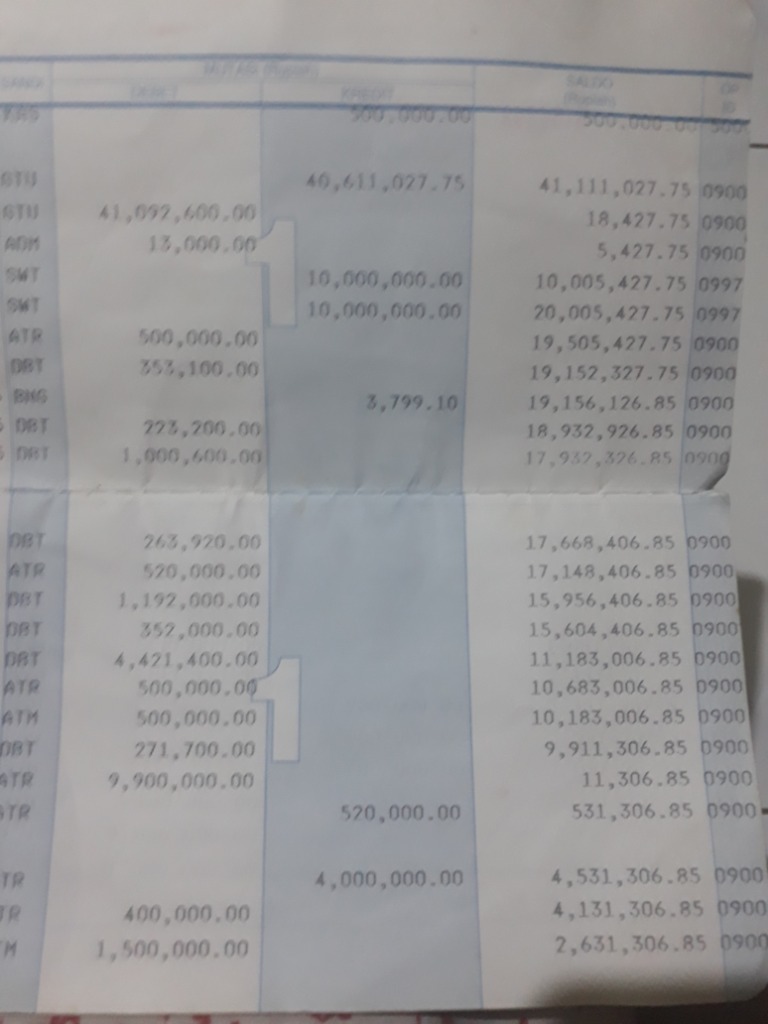 SANDI MUTASI (Rupiah) SALDO OP
DEBET KREDIT (Rupiah) ID
KAS 500,000.00 500,000.00
GTU 40,611,027.75 41,111,027.75 0900
GTU 41,092,600.00 18,427.75 0900
ADM 13,000.00 5,427.75 0900
SWT 10,000,000.00 10,005,427.75 0997
SWT 10,000,000.00 20,005,427.75 0997
ATR 500,000.00 19,505,427.75 0900
DBT 353,100.00 19,152,327.75 0900
BNG 3,799.10 19,156,126.85 0900
DBT 223,200.00 18,932,926.85 0900
DBT 1,000,600.00 17,932,326.85 0900
DBT 263,920.00 17,668,406.85 0900
ATR 520,000.00 17,148,406.85 0900
DBT 1,192,000.00 15,956,406.85 0900
DBT 352,000.00 15,604,406.85 0900
DBT 4,421,400.00 11,183,006.85 0900
ATR 500,000.00 10,683,006.85 0900
ATM 500,000.00 10,183,006.85 0900
DBT 271,700.00 9,911,306.85 0900
ATR 9,900,000.00 11,306.85 0900
ATR 520,000.00 531,306.85 0900
TR 4,000,000.00 4,531,306.85 0900
TR 400,000.00 4,131,306.85 0900
M 1,500,000.00 2,631,306.85 0900
1
1